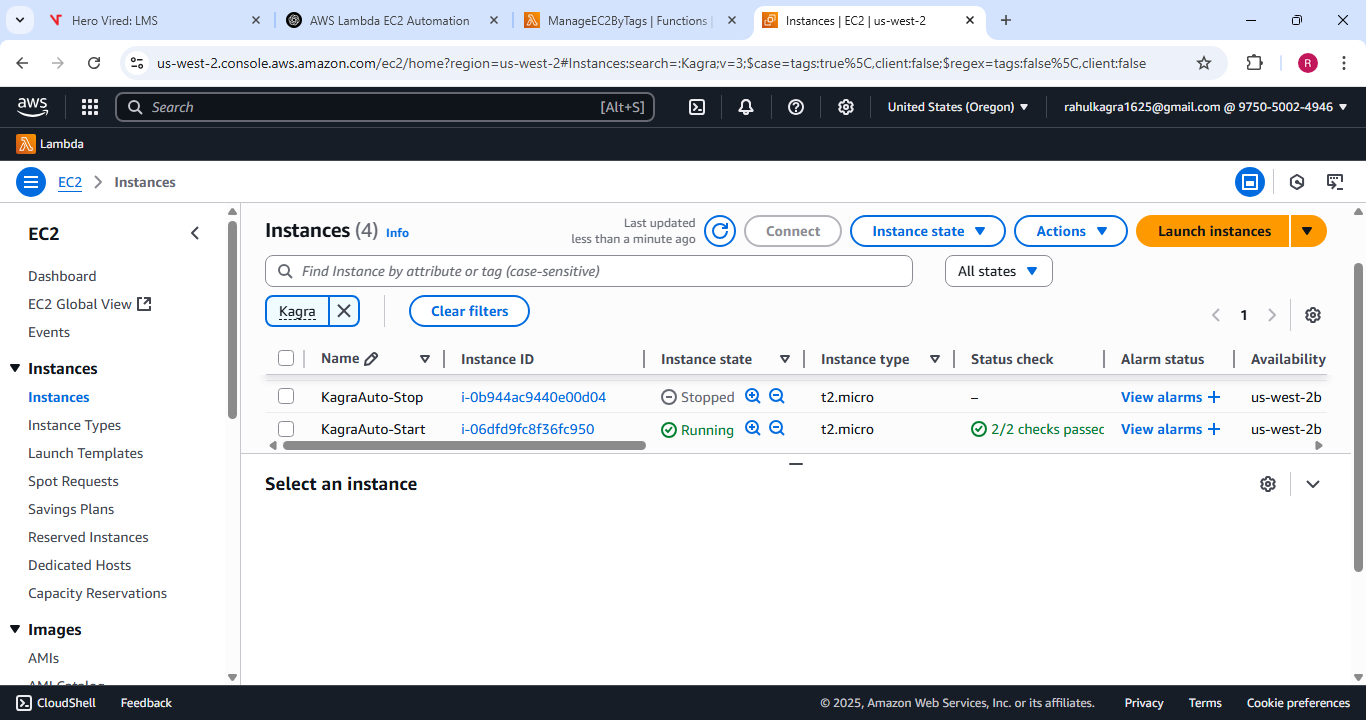 Hero Vired: LMS
AWS Lambda EC2 Automation
ManageEC2ByTags | Functions
Instances | EC2 | us-west-2
us-west-2.console.aws.amazon.com/ec2/home?region=us-west-2#Instances:search=:Kagra;v=3;$case=tags:true%5C,client:false;$regex=tags:false%5C,client:false
R
aws
Search
[Alt+S]
United States (Oregon)
rahulkagra1625@gmail.com @ 9750-5002-4946
Lambda
EC2
Instances
EC2
Dashboard
EC2 Global View
Events
Instances
Instances
Instance Types
Launch Templates
Spot Requests
Savings Plans
Reserved Instances
Dedicated Hosts
Capacity Reservations
Images
AMIs
AMI Catalog
Instances (4) Info
Last updated
less than a minute ago
Connect
Instance state
Actions
Launch instances
Find Instance by attribute or tag (case-sensitive)
All states
Kagra
Clear filters
1
Name Instance ID Instance state Instance type Status check Alarm status Availability
KagraAuto-Stop i-0b944ac9440e00d04 Stopped t2.micro – View alarms + us-west-2b
KagraAuto-Start i-06dfd9fc8f36fc950 Running t2.micro 2/2 checks passec View alarms + us-west-2b
Select an instance
CloudShell Feedback © 2025, Amazon Web Services, Inc. or its affiliates. Privacy Terms Cookie preferences